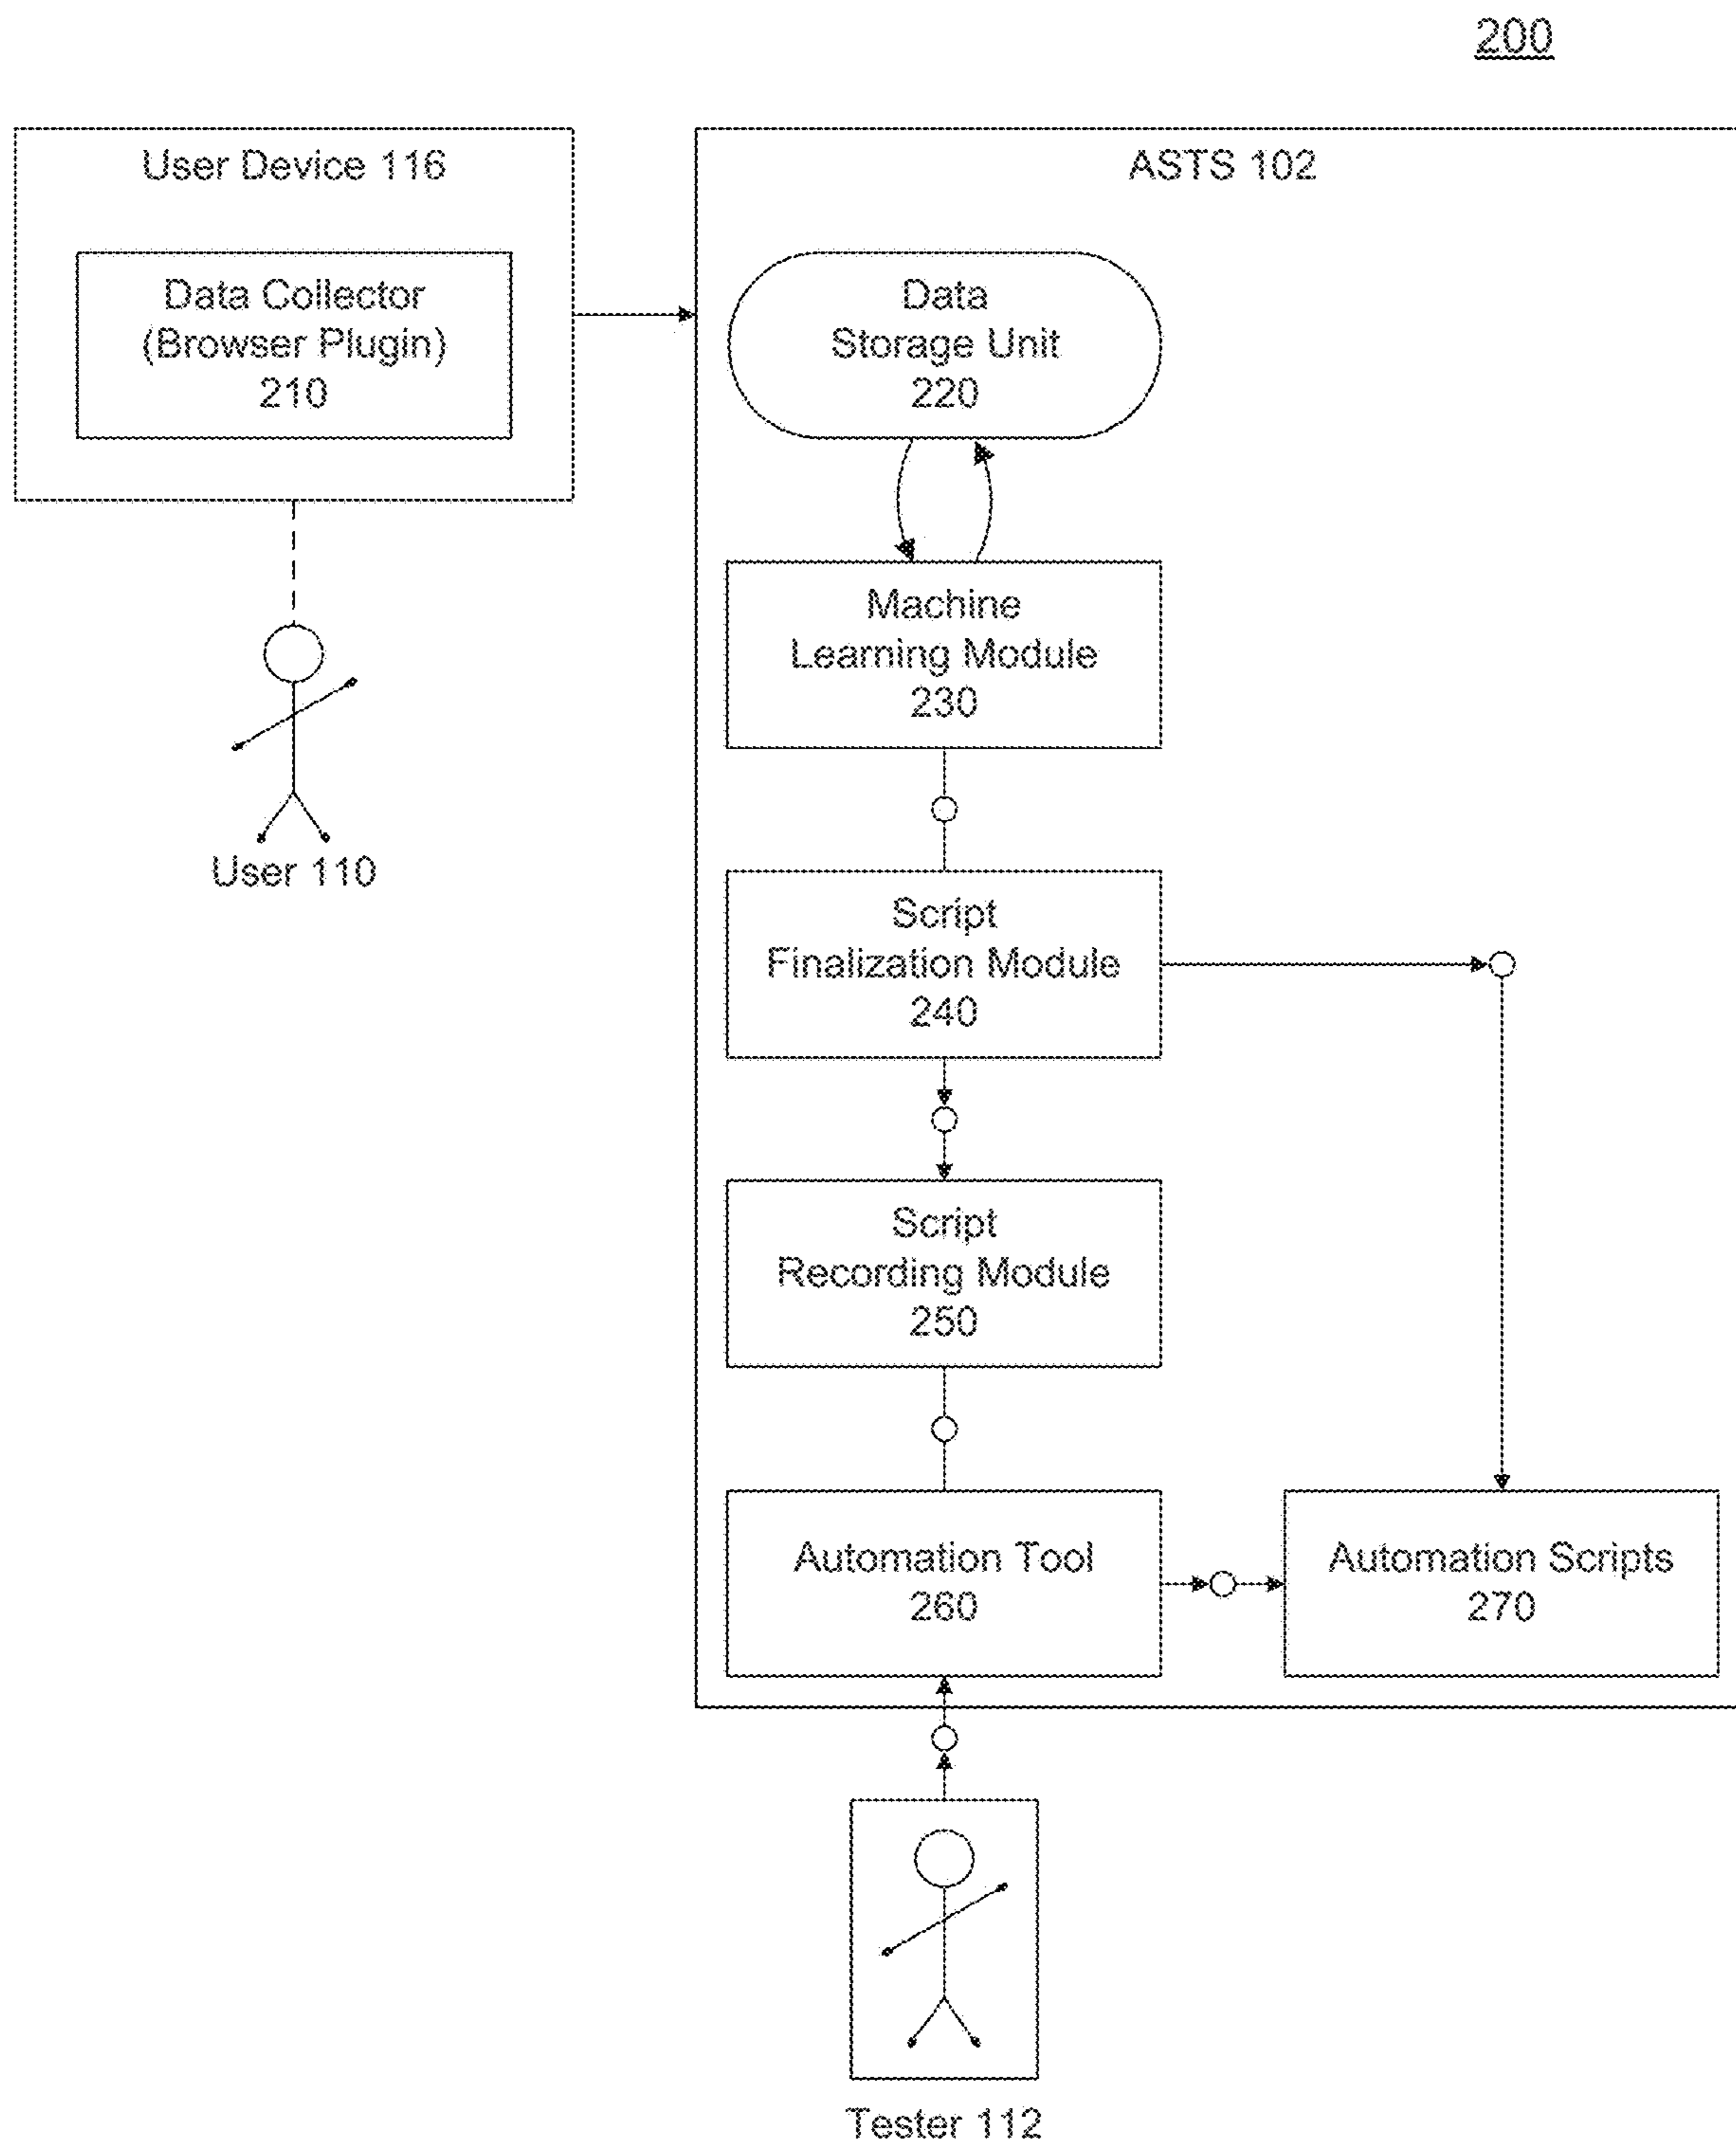 200
User Device 116
Data Collector
(Browser Plugin)
210
User 110
ASTS 102
Data
Storage Unit
220
Machine
Learning Module
230
Script
Finalization Module
240
Script
Recording Module
250
Automation Tool
260
Automation Scripts
270
Tester 112